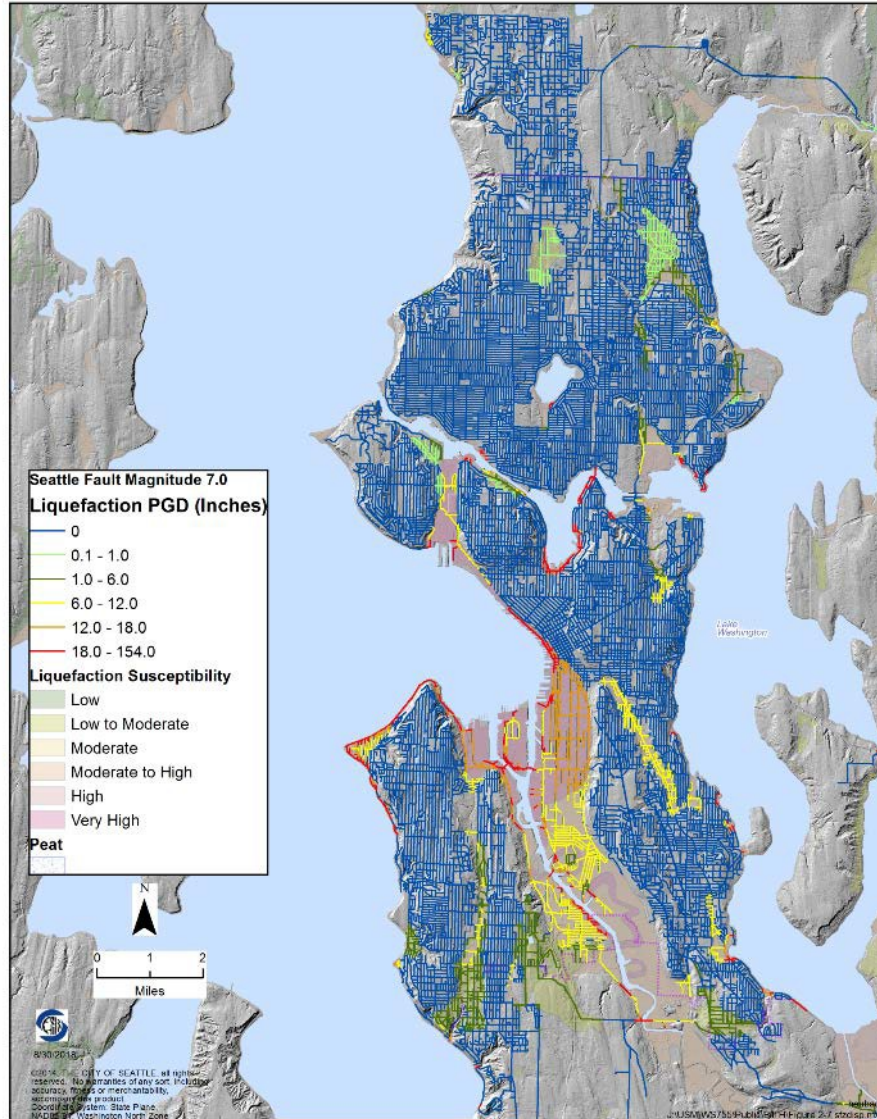 Lake
Washington
Seattle Fault Magnitude 7.0
Liquefaction PGD (Inches)
0
0.1 - 1.0
1.0 - 6.0
6.0 - 12.0
12.0 - 18.0
18.0 - 154.0
Liquefaction Susceptibility
Low
Low to Moderate
Moderate
Moderate to High
High
Very High
Peat
N
0 1 2
Miles
8/30/2018
THE CITY OF SEATTLE, all rights
reserved. No warranties of any sort, including
accuracy, fitness or merchantability,
accompany this product.
Coordinate System: State Plane
Washington North Zone